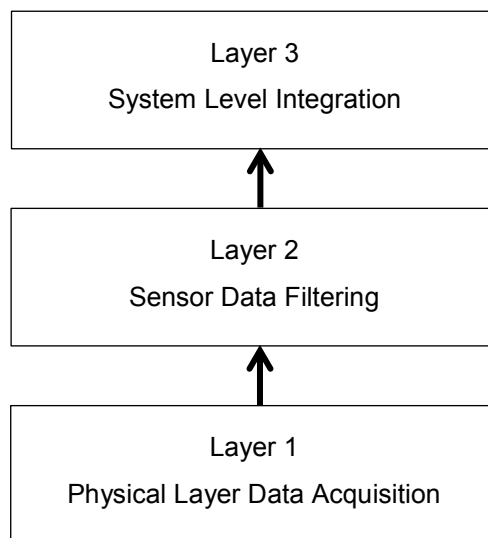 Layer 3
System Level Integration
Layer 2
Sensor Data Filtering
Layer 1
Physical Layer Data Acquisition